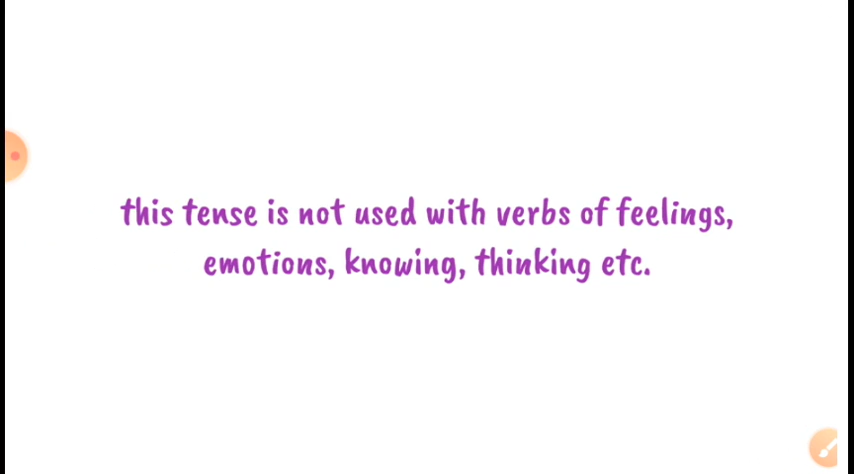 this tense is not used with verbs of feelings,
emotions, knowing, thinking etc.